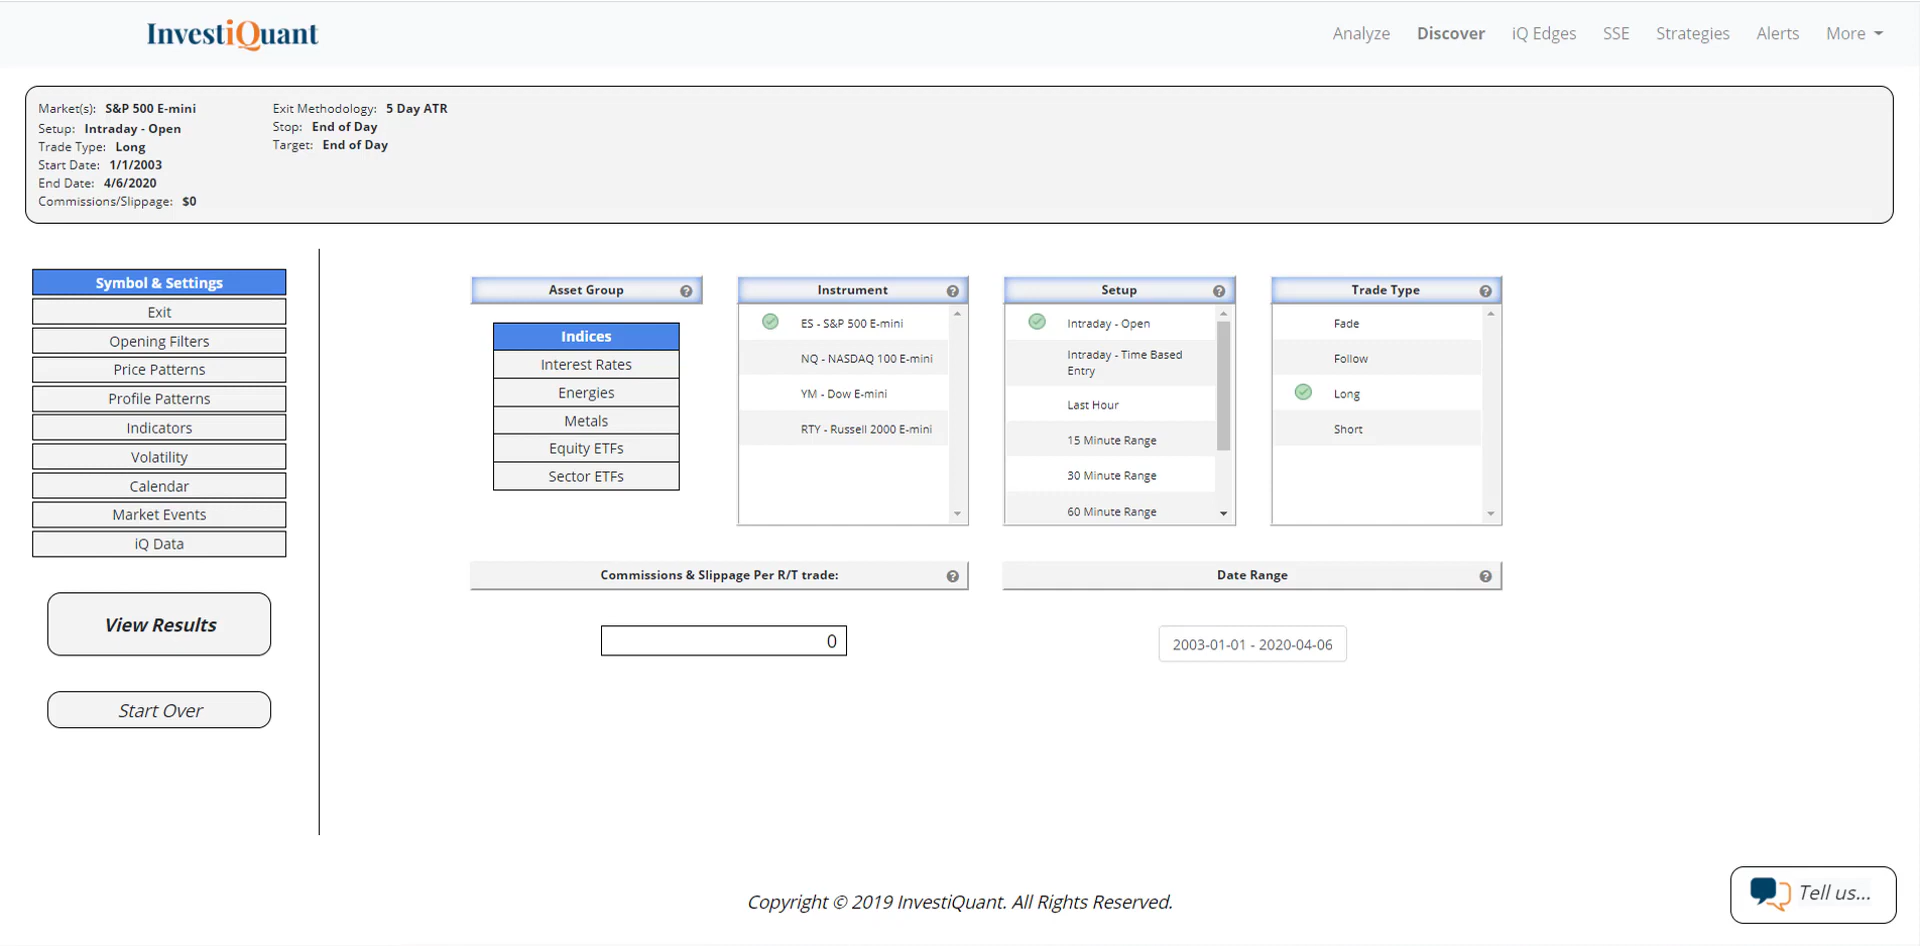 InvestiQuant
Analyze
Discover
iQ Edges
SSE
Strategies
Alerts
More
Market(s): S&P 500 E-mini
Setup: Intraday - Open
Trade Type: Long
Start Date: 1/1/2003
End Date: 4/6/2020
Commissions/Slippage: $0
Exit Methodology: 5 Day ATR
Stop: End of Day
Target: End of Day
Symbol & Settings
Exit
Opening Filters
Price Patterns
Profile Patterns
Indicators
Volatility
Calendar
Market Events
iQ Data
View Results
Start Over
Asset Group ?
Indices
Interest Rates
Energies
Metals
Equity ETFs
Sector ETFs
Instrument ?
ES - S&P 500 E-mini
NQ - NASDAQ 100 E-mini
YM - Dow E-mini
RTY - Russell 2000 E-mini
Setup ?
Intraday - Open
Intraday - Time Based
Entry
Last Hour
15 Minute Range
30 Minute Range
60 Minute Range
Trade Type ?
Fade
Follow
Long
Short
Commissions & Slippage Per R/T trade: ?
0
Date Range ?
2003-01-01 - 2020-04-06
Copyright © 2019 InvestiQuant. All Rights Reserved.
Tell us...